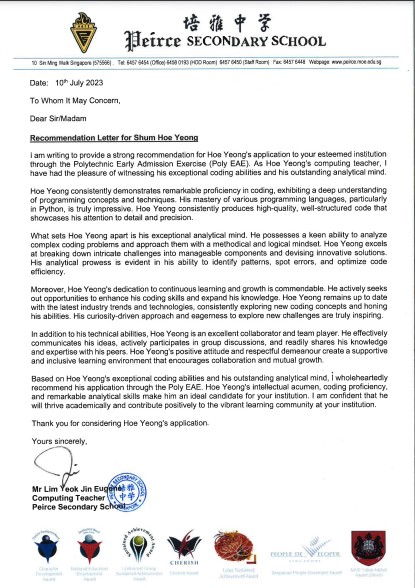 培雅中学
Peirce SECONDARY SCHOOL
10 Sin Ming Walk Singapore (575566) . Tel: 6457 6454 (Office) 6458 0193 (HOD Room) 6457 6450 (Staff Room) Fax: 6457 6448 Webpage: www.peirce.moe.edu.sg
Date: 10th July 2023
To Whom It May Concern,
Dear Sir/Madam
Recommendation Letter for Shum Hoe Yeong
I am writing to provide a strong recommendation for Hoe Yeong's application to your esteemed institution
through the Polytechnic Early Admission Exercise (Poly EAE). As Hoe Yeong's computing teacher, I
have had the pleasure of witnessing his exceptional coding abilities and his outstanding analytical mind.
Hoe Yeong consistently demonstrates remarkable proficiency in coding, exhibiting a deep understanding
of programming concepts and techniques. His mastery of various programming languages, particularly
in Python, is truly impressive. Hoe Yeong consistently produces high-quality, well-structured code that
showcases his attention to detail and precision.
What sets Hoe Yeong apart is his exceptional analytical mind. He possesses a keen ability to analyze
complex coding problems and approach them with a methodical and logical mindset. Hoe Yeong excels
at breaking down intricate challenges into manageable components and devising innovative solutions.
His analytical prowess is evident in his ability to identify patterns, spot errors, and optimize code
efficiency.
Moreover, Hoe Yeong's dedication to continuous learning and growth is commendable. He actively seeks
out opportunities to enhance his coding skills and expand his knowledge. Hoe Yeong remains up to date
with the latest industry trends and technologies, consistently exploring new coding concepts and honing
his abilities. His curiosity-driven approach and eagerness to explore new challenges are truly inspiring.
In addition to his technical abilities, Hoe Yeong is an excellent collaborator and team player. He effectively
communicates his ideas, actively participates in group discussions, and readily shares his knowledge
and expertise with his peers. Hoe Yeong's positive attitude and respectful demeanour create a supportive
and inclusive learning environment that encourages collaboration and mutual growth.
Based on Hoe Yeong's exceptional coding abilities and his outstanding analytical mind, i wholeheartedly
recommend his application through the Poly EAE. Hoe Yeong's intellectual acumen, coding proficiency,
and remarkable analytical skills make him an ideal candidate for your institution. I am confident that he
will thrive academically and contribute positively to the vibrant learning community at your institution.
Thank you for considering Hoe Yeong's application.
Yours sincerely,
Mr Lim Yeok Jin Eugene
Computing Teacher
Peirce Secondary School
培雅
中学
Character
Development
Award
National Education
Development
Award
CHERISH
PEOPLE DEVELOPER
SINGAPORE